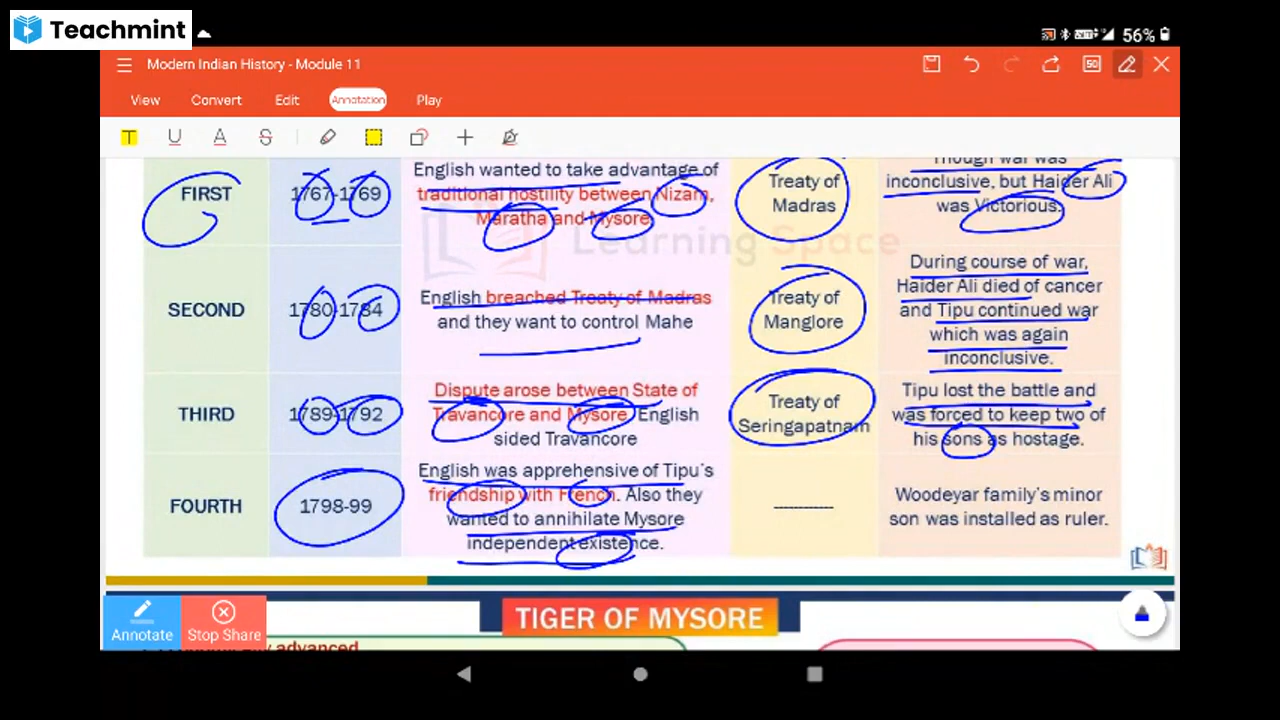 Teachmint
56%
Modern Indian History - Module 11
50
View Convert Edit Annotation Play
T U A S
FIRST
1767-1769
English wanted to take advantage of
traditional hostility between Nizam,
Maratha and Mysore.
Treaty of
Madras
Though war was
inconclusive, but Haider Ali
was Victorious.
Learning Space
SECOND
1780-1784
English breached Treaty of Madras
and they want to control Mahe
Treaty of
Manglore
During course of war,
Haider Ali died of cancer
and Tipu continued war
which was again
inconclusive.
THIRD
1789-1792
Dispute arose between State of
Travancore and Mysore. English
sided Travancore
Treaty of
Seringapatnam
Tipu lost the battle and
was forced to keep two of
his sons as hostage.
FOURTH
1798-99
English was apprehensive of Tipu's
friendship with French. Also they
wanted to annihilate Mysore
independent existence.
------------
Woodeyar family's minor
son was installed as ruler.
TIGER OF MYSORE
Annotate
Stop Share
advanced